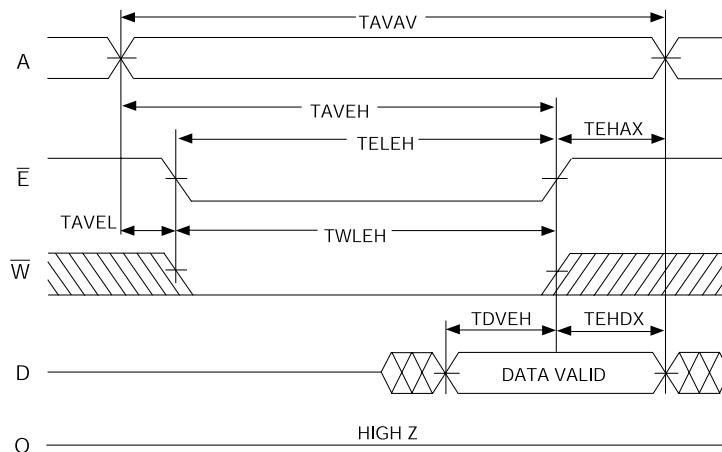 TAVAV
A
TAVEH
TELEH
TEHAX
E̅
TAVEL
TWLEH
W̅
TDVEH
TEHDX
D
DATA VALID
HIGH Z
Q